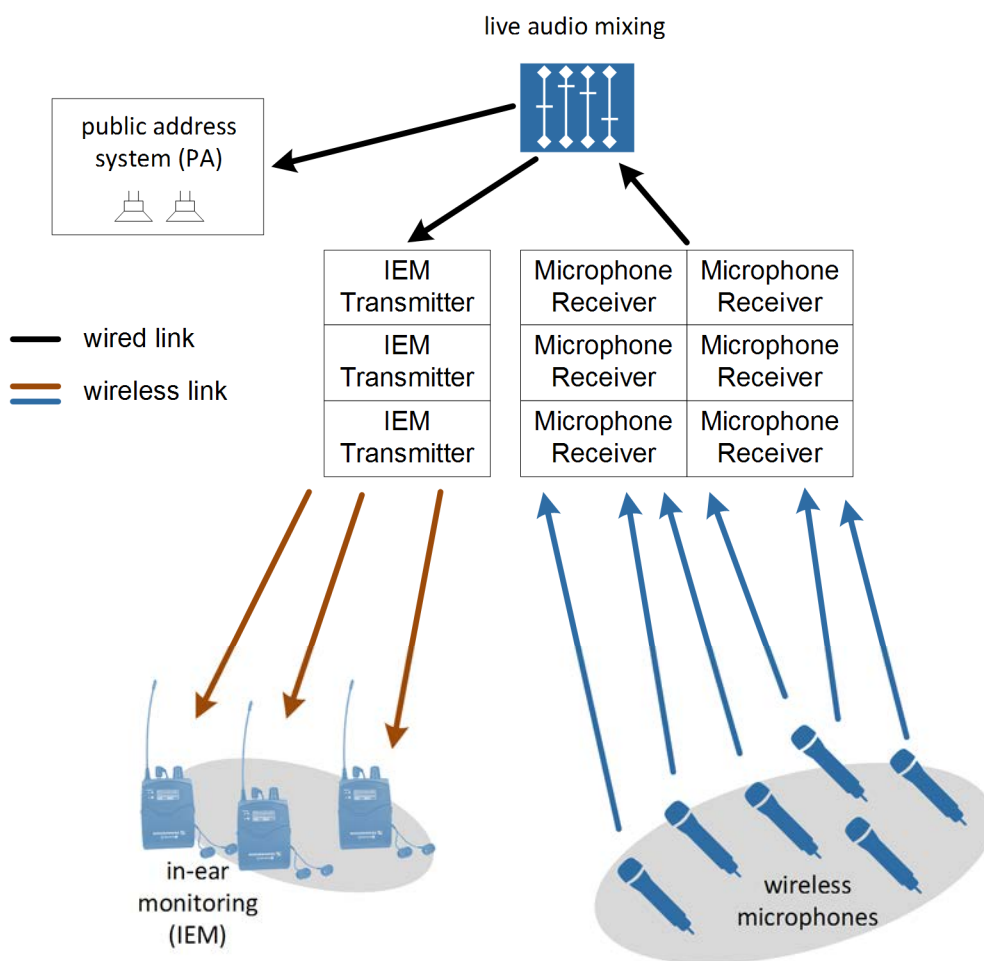 live audio mixing
public address
system (PA)
IEM
Transmitter
Microphone
Receiver
Microphone
Receiver
IEM
Transmitter
Microphone
Receiver
Microphone
Receiver
IEM
Transmitter
Microphone
Receiver
Microphone
Receiver
wired link
wireless link
in-ear
monitoring
(IEM)
wireless
microphones